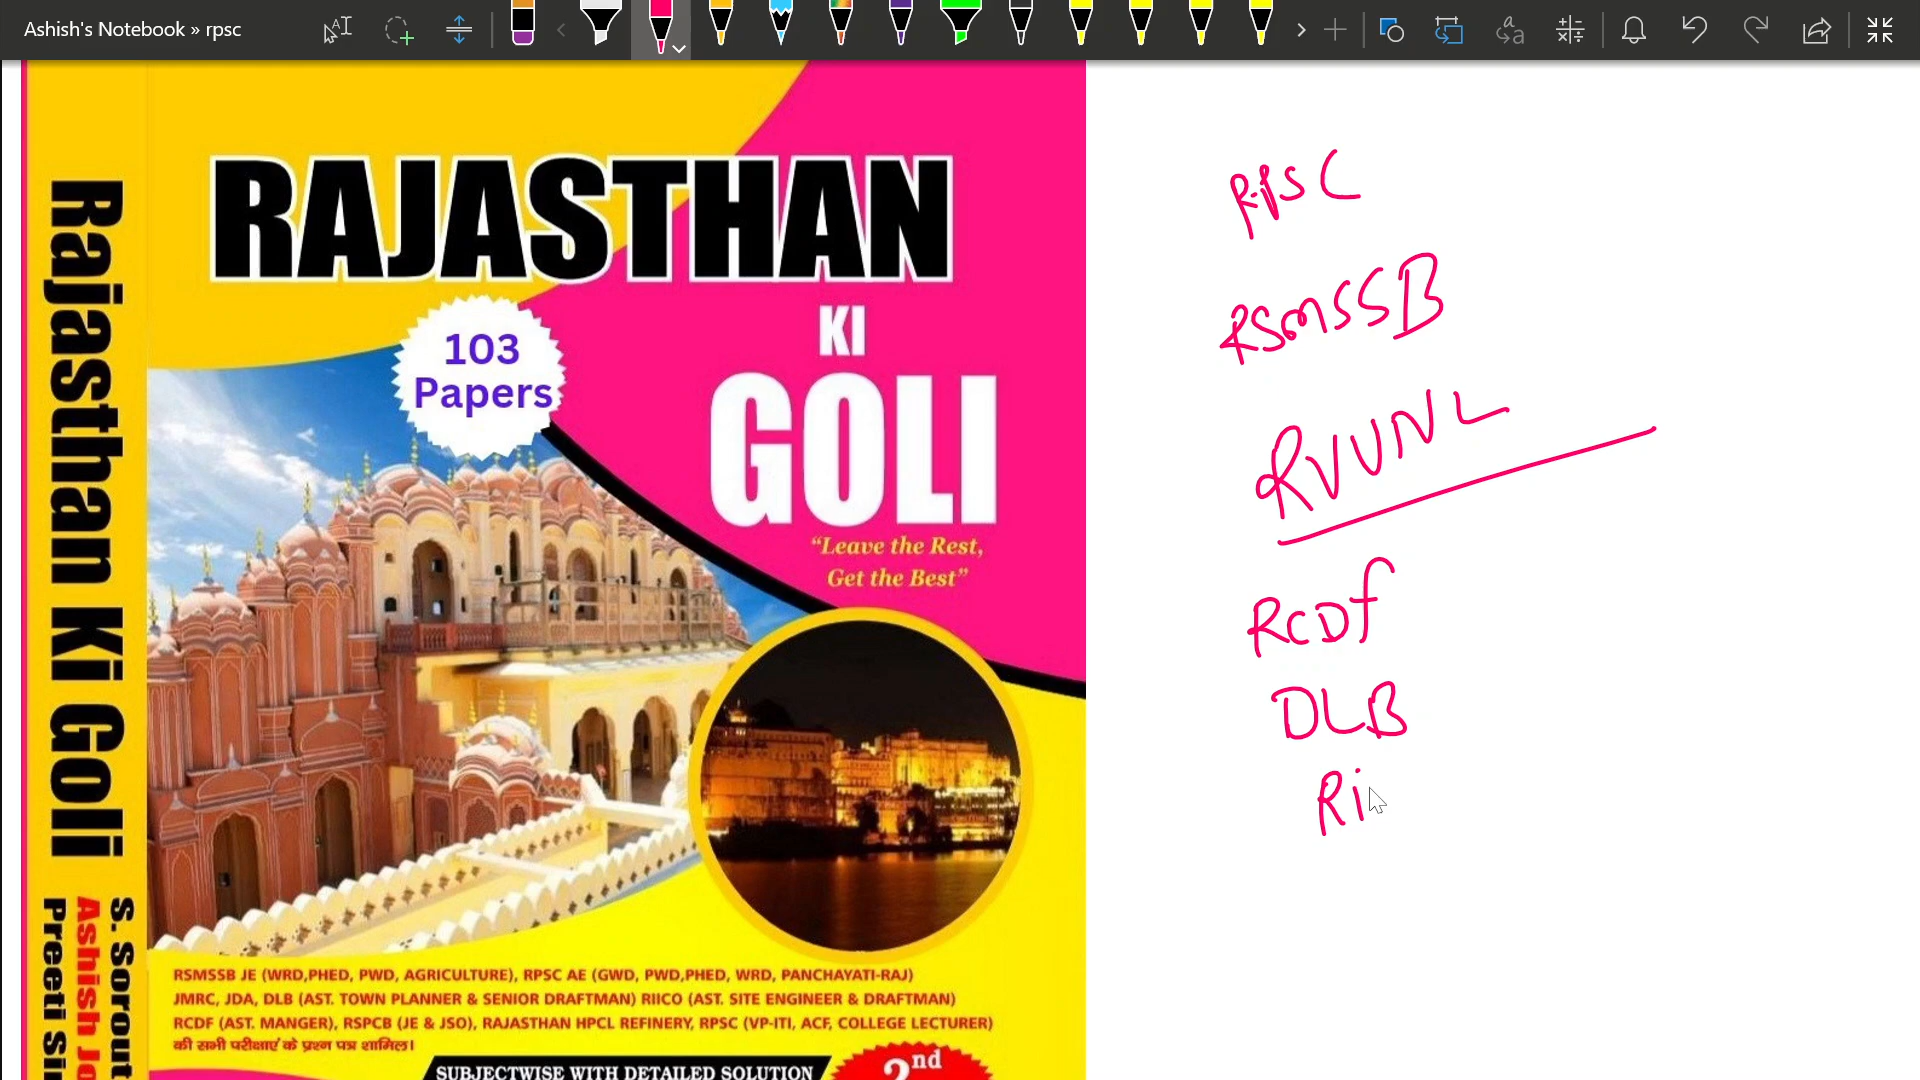 Ashish's Notebook » rpsc
RAJASTHAN
KI
GOLI
103
Papers
“Leave the Rest,
Get the Best”
Rajasthan Ki Goli
S. Sorout
Ashish
Preeti
RSMSSB JE (WRD,PHED, PWD, AGRICULTURE), RPSC AE (GWD, PWD,PHED, WRD, PANCHAYATI-RAJ)
JMRC, JDA, DLB (AST. TOWN PLANNER & SENIOR DRAFTMAN) RIICO (AST. SITE ENGINEER & DRAFTMAN)
RCDF (AST. MANGER), RSPCB (JE & JSO), RAJASTHAN HPCL REFINERY, RPSC (VP-ITI, ACF, COLLEGE LECTURER)
की सभी परीक्षाएं के प्रश्न पत्र शामिल।
SUBJECTWISE WITH DETAILED SOLUTION
2nd
RPSC
RSMSSB
RVUNL
RCDF
DLB
Ri